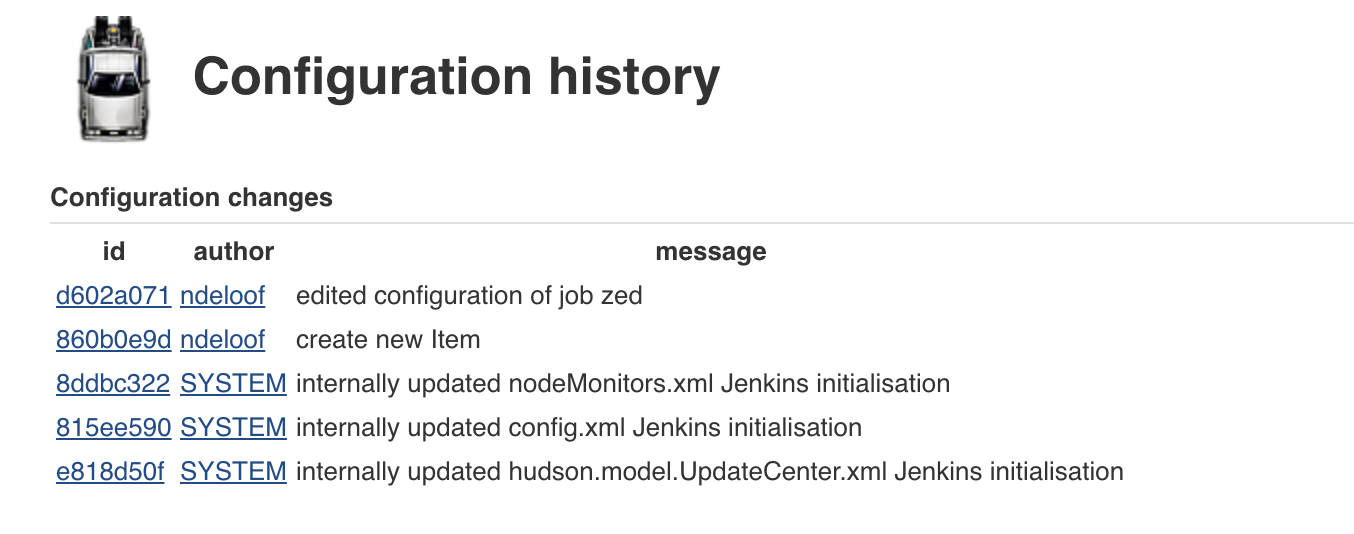 Configuration history
Configuration changes
id author message
d602a071 ndeloof edited configuration of job zed
860b0e9d ndeloof create new Item
8ddbc322 SYSTEM internally updated nodeMonitors.xml Jenkins initialisation
815ee590 SYSTEM internally updated config.xml Jenkins initialisation
e818d50f SYSTEM internally updated hudson.model.UpdateCenter.xml Jenkins initialisation